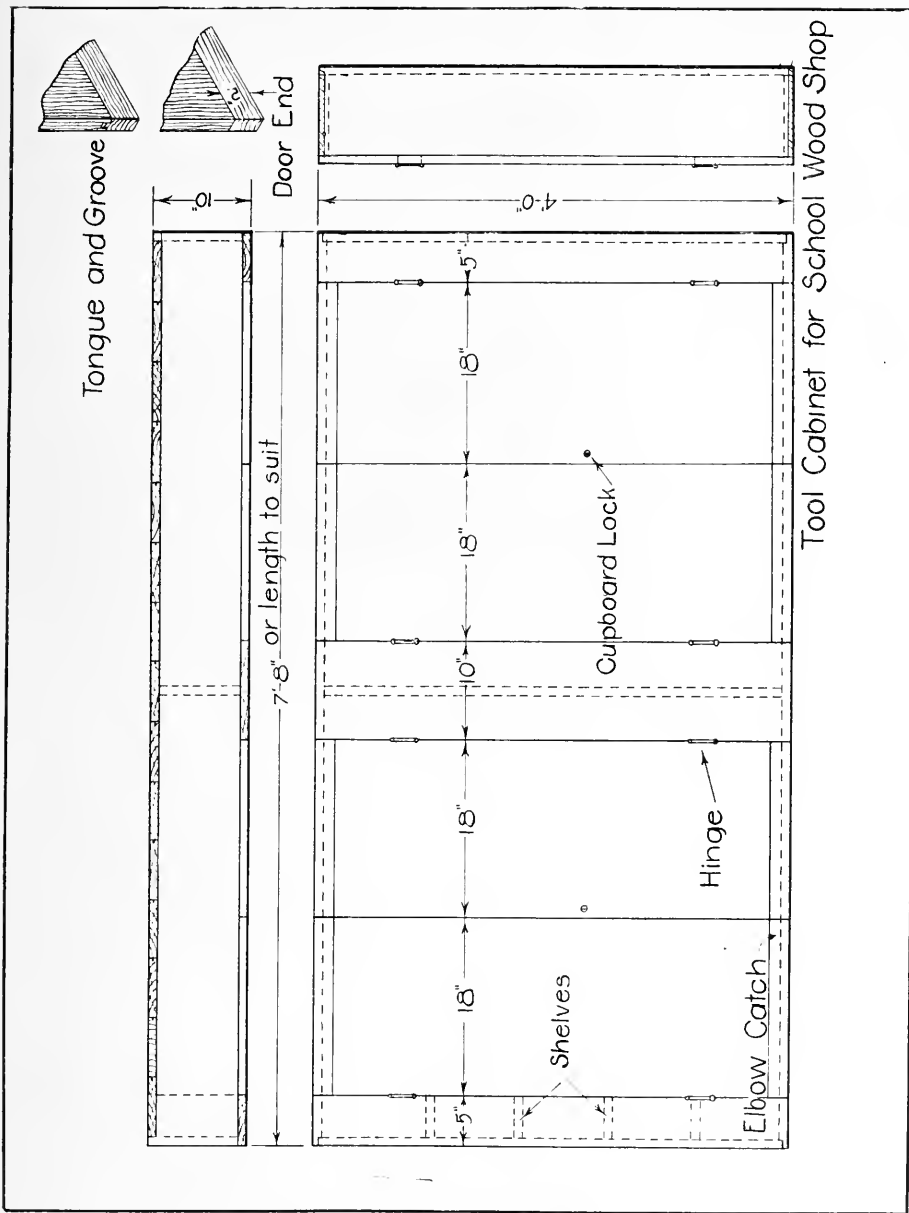 Tongue and Groove
2"
Door End
10"
7'-8" or length to suit
4'-0"
5"
18"
18"
10"
18"
18"
5"
Cupboard Lock
Hinge
Shelves
Elbow Catch
Tool Cabinet for School Wood Shop